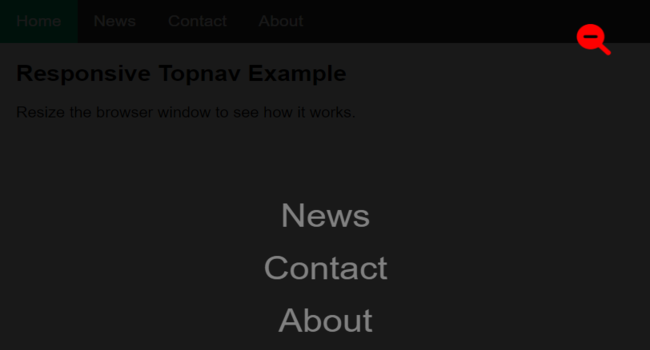 Home News Contact About
Responsive Topnav Example
Resize the browser window to see how it works.
News
Contact
About